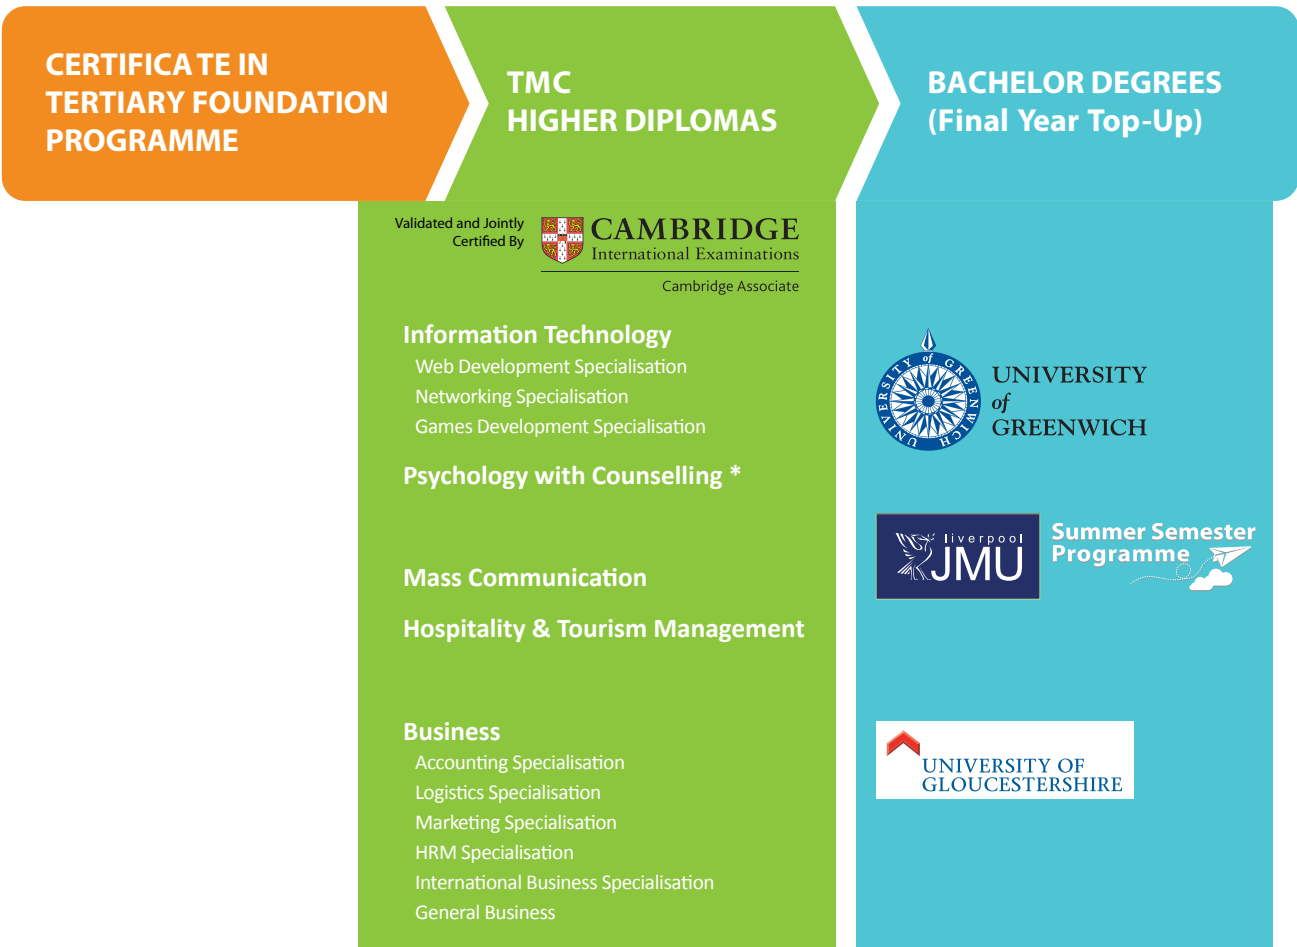 CERTIFICATE IN
TERTIARY FOUNDATION
PROGRAMME
TMC
HIGHER DIPLOMAS
BACHELOR DEGREES
(Final Year Top-Up)
Validated and Jointly
Certified By
CAMBRIDGE
International Examinations
Cambridge Associate
Information Technology
Web Development Specialisation
Networking Specialisation
Games Development Specialisation
Psychology with Counselling *
Mass Communication
Hospitality & Tourism Management
Business
Accounting Specialisation
Logistics Specialisation
Marketing Specialisation
HRM Specialisation
International Business Specialisation
General Business
UNIVERSITY of GREENWICH
UNIVERSITY
of
GREENWICH
liverpool
JMU
Summer Semester
Programme
UNIVERSITY OF
GLOUCESTERSHIRE